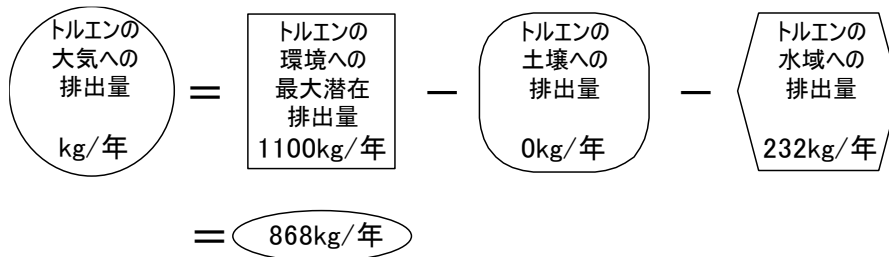 トルエンの
大気への
排出量
kg/年
=
トルエンの
環境への
最大潜在
排出量
1100kg/年
−
トルエンの
土壌への
排出量
0kg/年
−
トルエンの
水域への
排出量
232kg/年
=
868kg/年